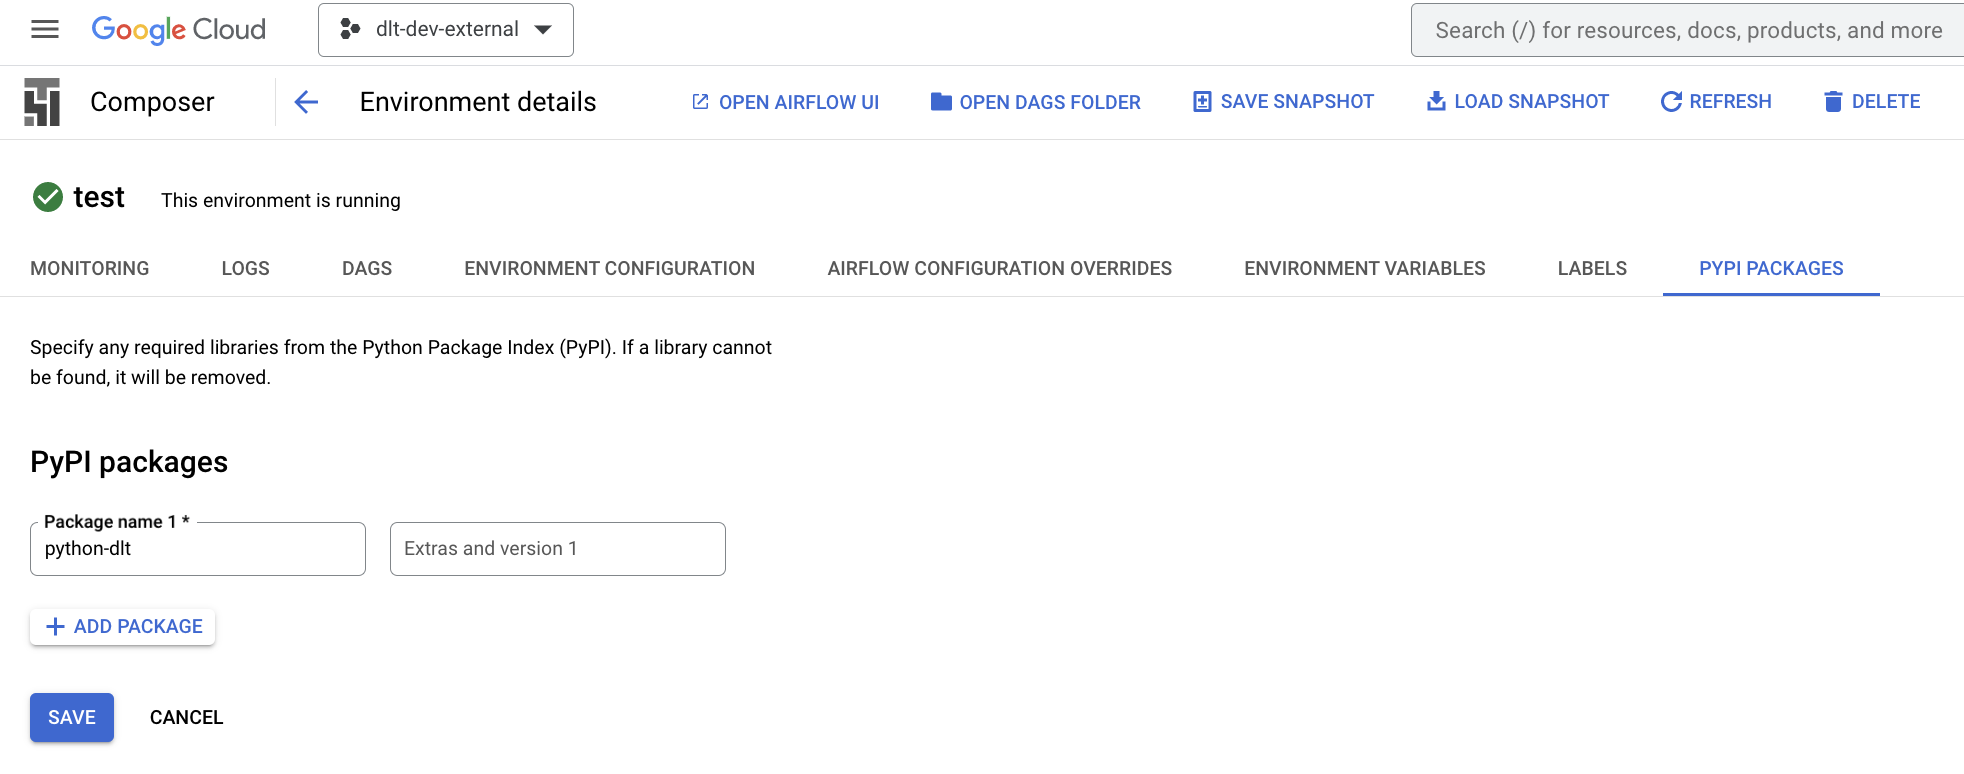 Google Cloud
dlt-dev-external
Search (/) for resources, docs, products, and more
Composer
Environment details
OPEN AIRFLOW UI
OPEN DAGS FOLDER
SAVE SNAPSHOT
LOAD SNAPSHOT
REFRESH
DELETE
test
This environment is running
MONITORING
LOGS
DAGS
ENVIRONMENT CONFIGURATION
AIRFLOW CONFIGURATION OVERRIDES
ENVIRONMENT VARIABLES
LABELS
PYPI PACKAGES
Specify any required libraries from the Python Package Index (PyPI). If a library cannot
be found, it will be removed.
PyPI packages
Package name 1 *
python-dlt
Extras and version 1
ADD PACKAGE
SAVE
CANCEL